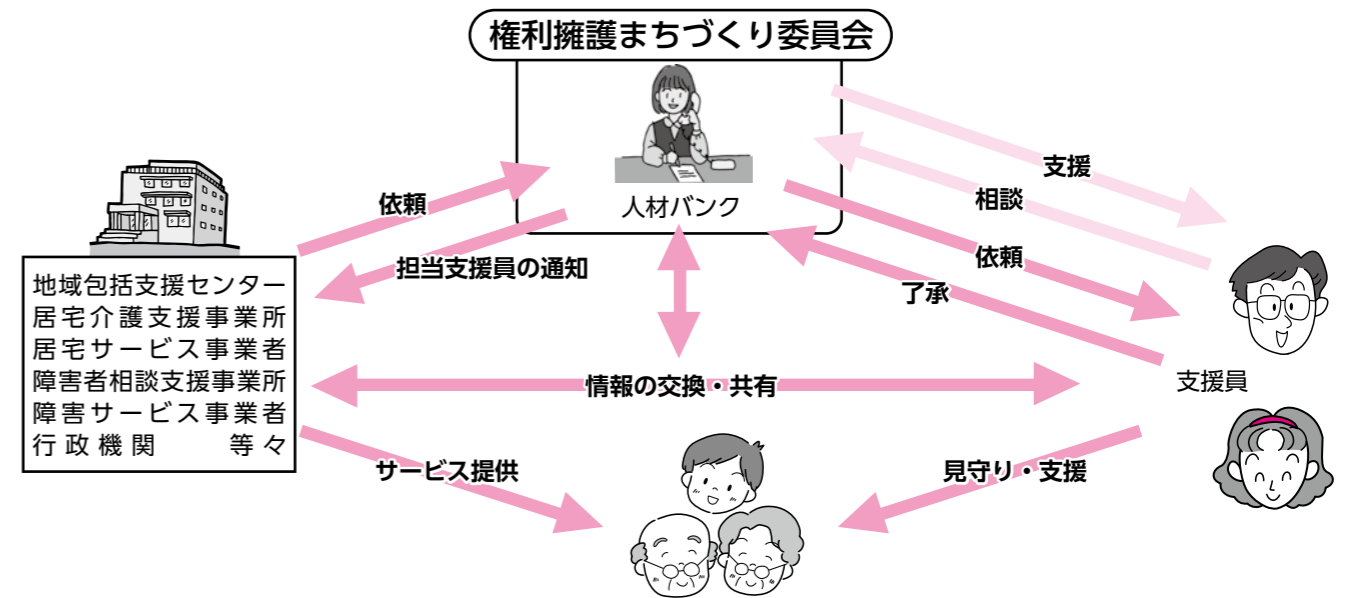 権利擁護まちづくり委員会
人材バンク
支援
相談
依頼
了承
依頼
担当支援員の通知
地域包括支援センター
居宅介護支援事業所
居宅サービス事業者
障害者相談支援事業所
障害サービス事業者
行政機関　等々
情報の交換・共有
支援員
サービス提供
見守り・支援